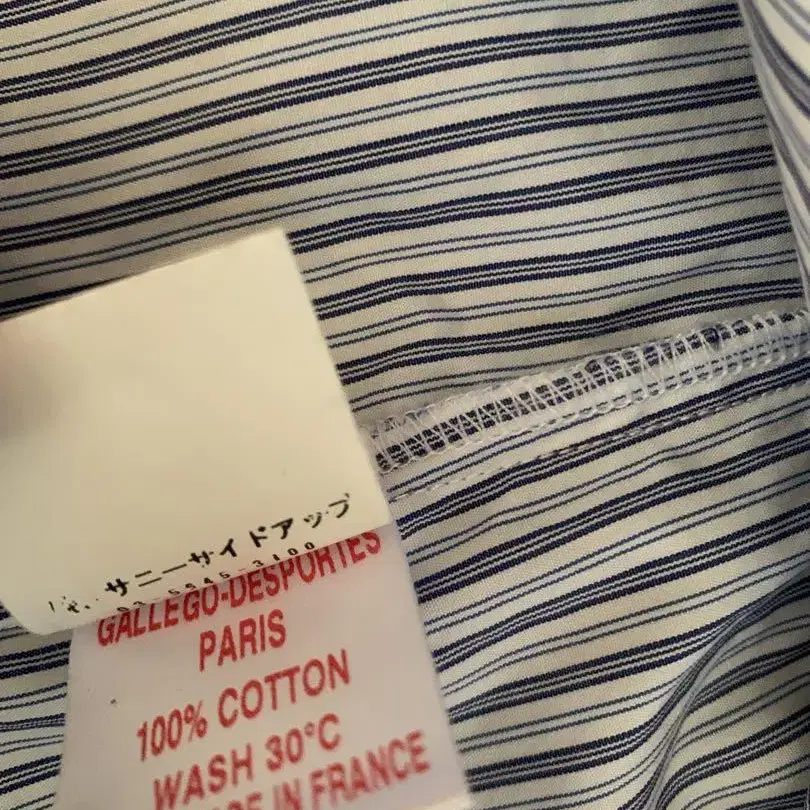 サニーサイドアップ
GALLEGO-DESPORTES
PARIS
100% COTTON
WASH 30°C
IN FRANCE